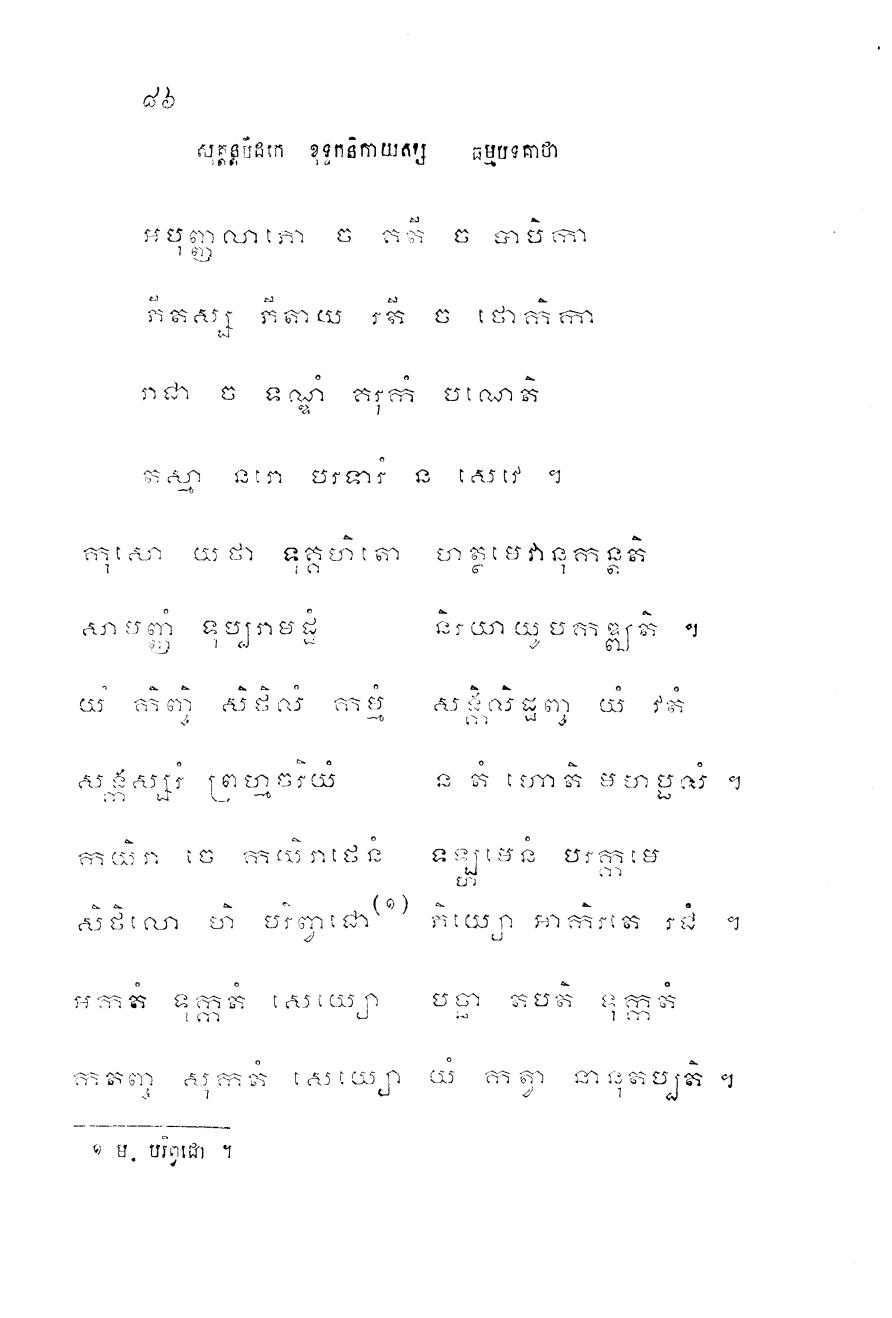 ៨៦
សុត្តន្តបិដកេ ខុទ្ទកនិកាយស្ស ធម្មបទគាថា
អបុញ្ញលាភោ ច គតី ច បាបិកា
ភីតស្ស ភីតាយ រតី ច ថោកិកា
រាជា ច ទណ្ឌំ គរុកំ បណេតិ
តស្មា នរោ បរទារំ ន សេវេ ។
កុសោ យថា ទុគ្គហិតោ ហត្ថមេវានុកន្តតិ
សាមញ្ញំ ទុប្បរាមដ្ឋំ និរយាយូបកឌ្ឍតិ ។
យំ កិញ្ចិ សិថិលំ កម្មំ សង្កិលិដ្ឋញ្ច យំ វតំ
សង្កស្សរំ ព្រហ្មចរិយំ ន តំ ហោតិ មហប្ផលំ ។
កយិរា ចេ កយិរាថេនំ ទឡ្ហមេនំ បរក្កមេ
សិថិលោ ហិ បរិញ្វជោ(១) ភិយ្យោ អាកិរតេ រជំ ។
អកតំ ទុក្កតំ សេយ្យោ បច្ឆា តបតិ ទុក្កតំ
កតញ្ច សុកតំ សេយ្យោ យំ កត្វា នានុតប្បតិ ។
១ ម. បរិព្វជោ ។